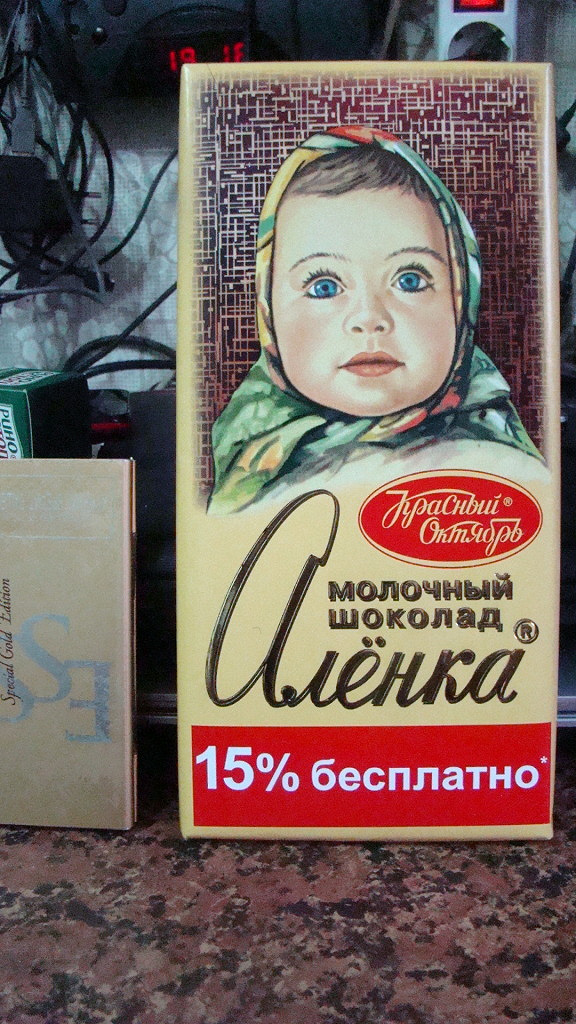 Красный®
Октябрь
молочный
шоколад
Алёнка®
15% бесплатно*
Special Gold Edition